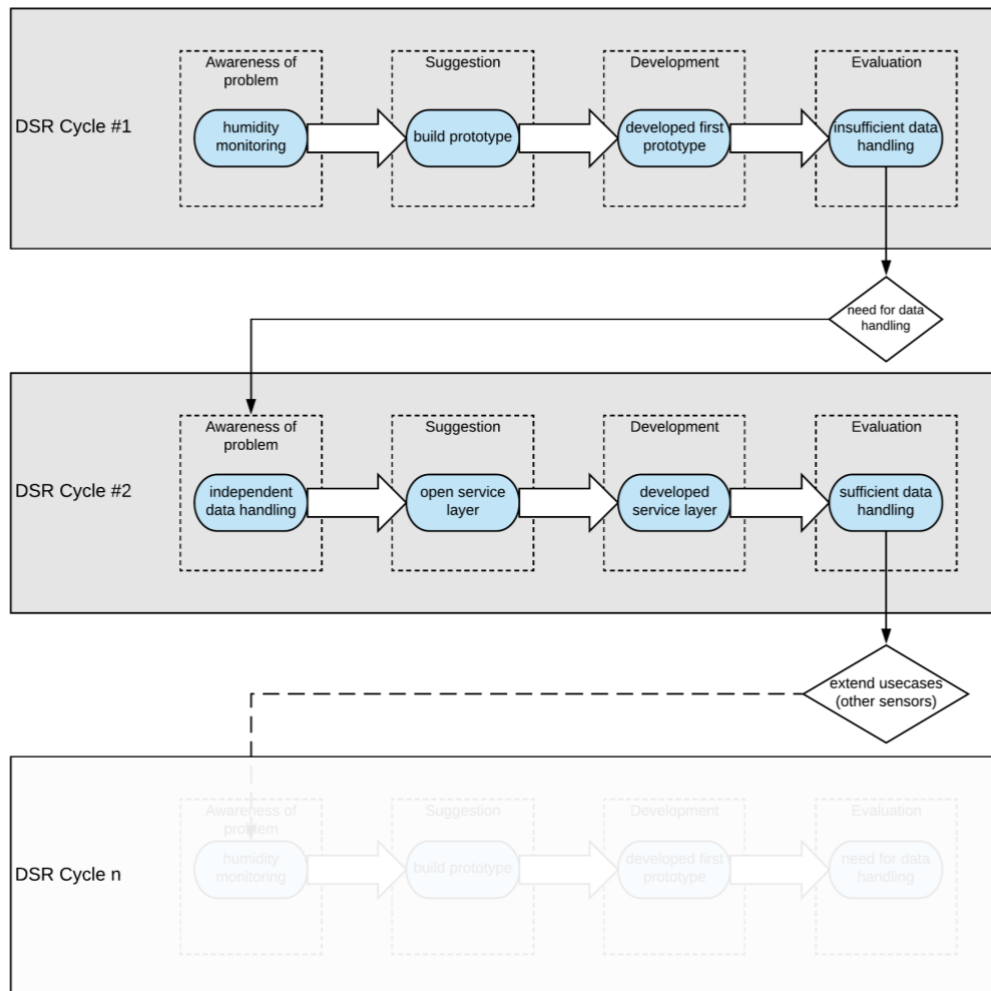 Awareness of
problem
Suggestion
Development
Evaluation
DSR Cycle #1
humidity
monitoring
build prototype
developed first
prototype
insufficient data
handling
need for data
handling
Awareness of
problem
Suggestion
Development
Evaluation
DSR Cycle #2
independent
data handling
open service
layer
developed
service layer
sufficient data
handling
extend usecases
(other sensors)
Awareness of
problem
Suggestion
Development
Evaluation
DSR Cycle n
humidity
monitoring
build prototype
developed first
prototype
need for data
handling